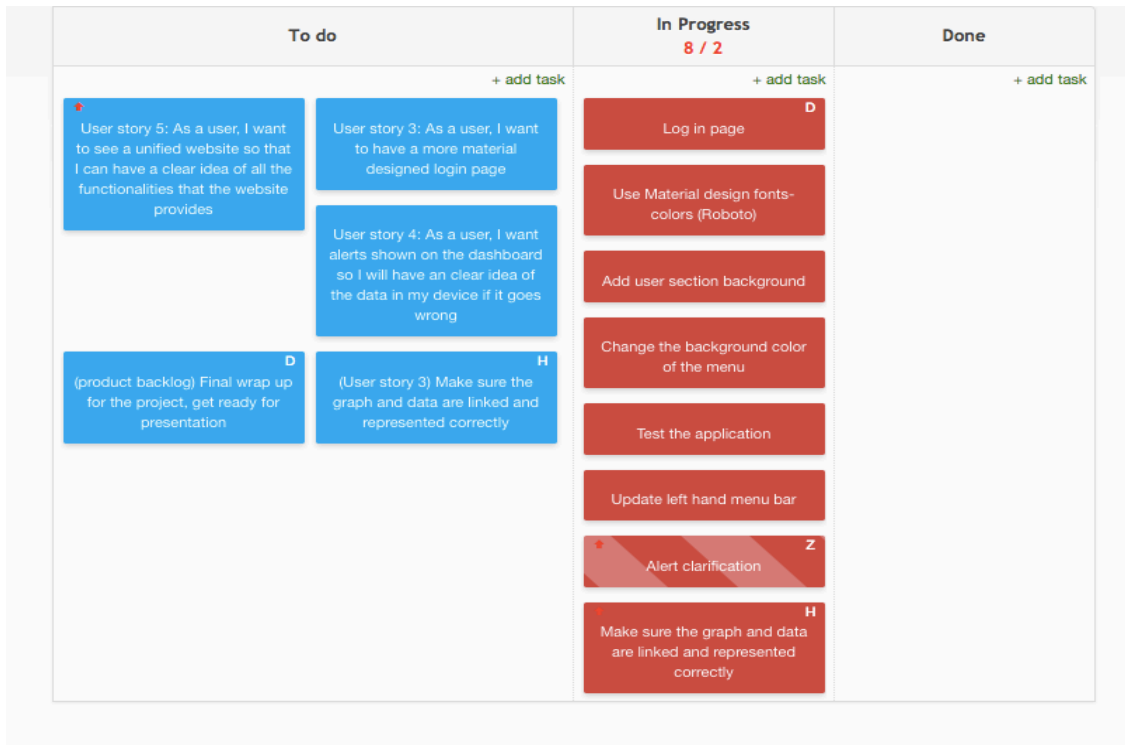 To do
In Progress
8 / 2
Done
+ add task
+ add task
+ add task
User story 5: As a user, I want
to see a unified website so that
I can have a clear idea of all the
functionalities that the website
provides
User story 3: As a user, I want
to have a more material
designed login page
User story 4: As a user, I want
alerts shown on the dashboard
so I will have an clear idea of
the data in my device if it goes
wrong
D
(product backlog) Final wrap up
for the project, get ready for
presentation
H
(User story 3) Make sure the
graph and data are linked and
represented correctly
D
Log in page
Use Material design fonts-
colors (Roboto)
Add user section background
Change the background color
of the menu
Test the application
Update left hand menu bar
Z
Alert clarification
H
Make sure the graph and data
are linked and represented
correctly